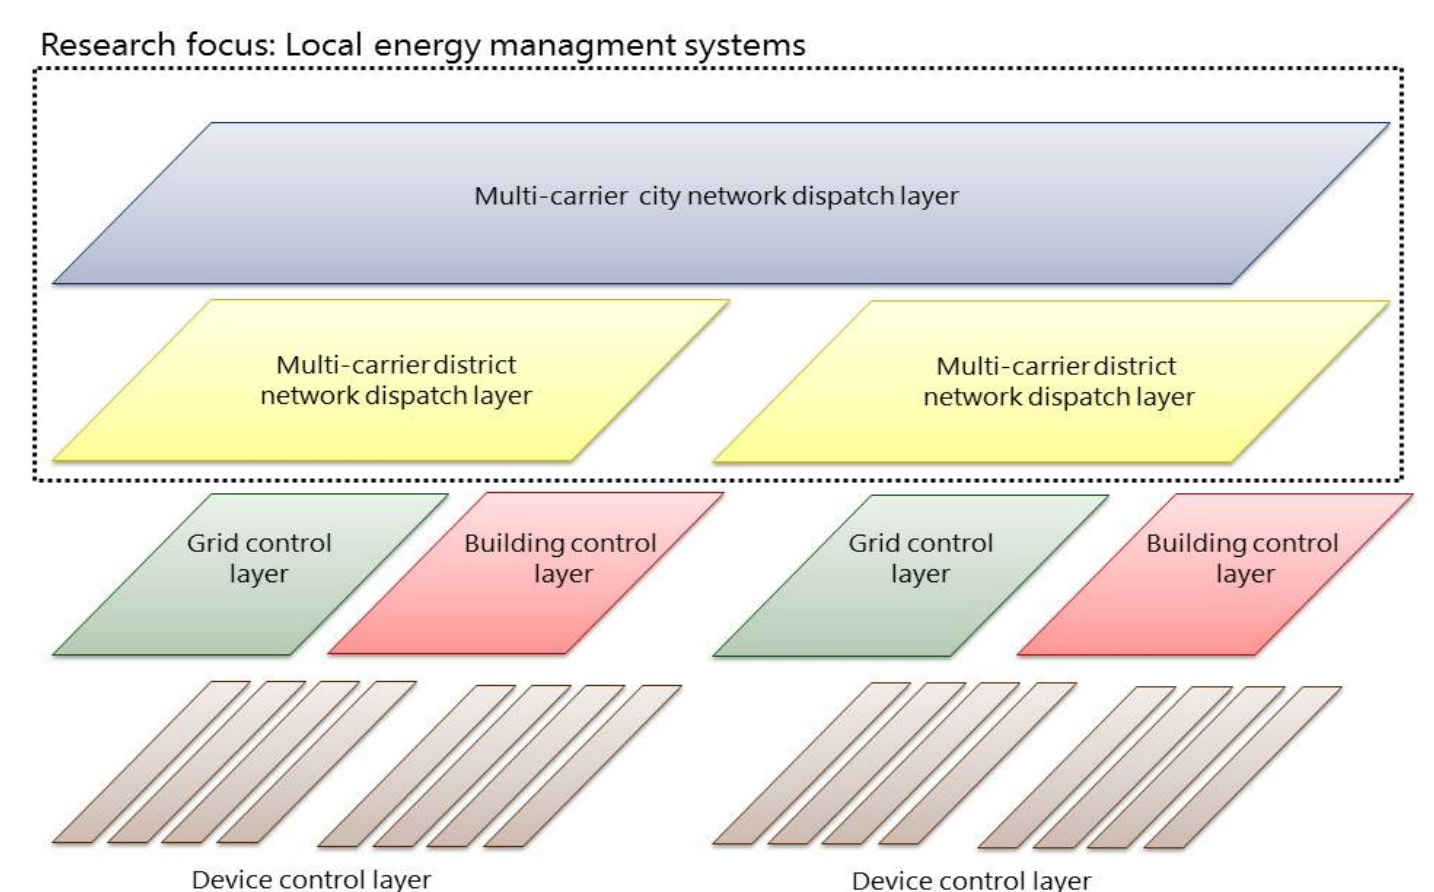 Research focus: Local energy managment systems
Multi-carrier city network dispatch layer
Multi-carrier district
network dispatch layer
Multi-carrier district
network dispatch layer
Grid control
layer
Building control
layer
Grid control
layer
Building control
layer
Device control layer
Device control layer